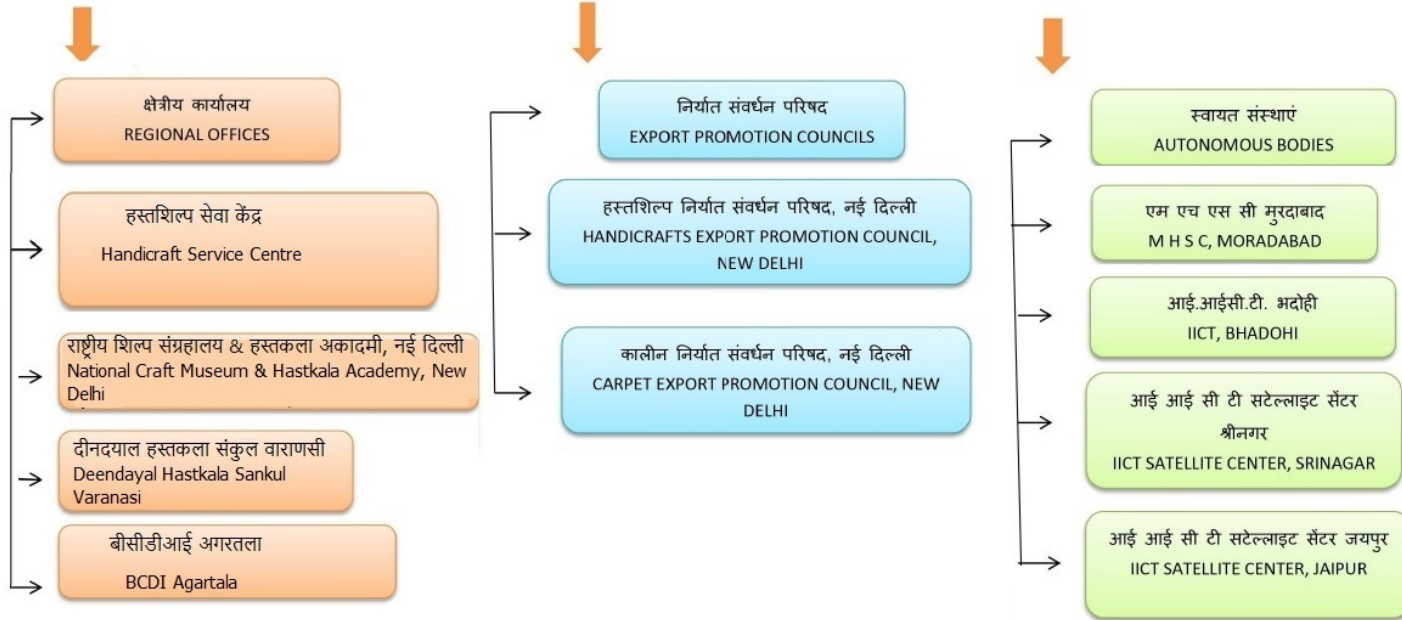 क्षेत्रीय कार्यालय
REGIONAL OFFICES
हस्तशिल्प सेवा केंद्र
Handicraft Service Centre
राष्ट्रीय शिल्प संग्रहालय & हस्तकला अकादमी, नई दिल्ली
National Craft Museum & Hastkala Academy, New
Delhi
दीनदयाल हस्तकला संकुल वाराणसी
Deendayal Hastkala Sankul
Varanasi
बीसीडीआई अगरतला
BCDI Agartala
निर्यात संवर्धन परिषद
EXPORT PROMOTION COUNCILS
हस्तशिल्प निर्यात संवर्धन परिषद, नई दिल्ली
HANDICRAFTS EXPORT PROMOTION COUNCIL,
NEW DELHI
कालीन निर्यात संवर्धन परिषद, नई दिल्ली
CARPET EXPORT PROMOTION COUNCIL, NEW
DELHI
स्वायत संस्थाएं
AUTONOMOUS BODIES
एम एच एस सी मुरदाबाद
M H S C, MORADABAD
आई.आईसी.टी. भदोही
IICT, BHADOHI
आई आई सी टी सटेल्लाइट सेंटर
श्रीनगर
IICT SATELLITE CENTER, SRINAGAR
आई आई सी टी सटेल्लाइट सेंटर जयपुर
IICT SATELLITE CENTER, JAIPUR